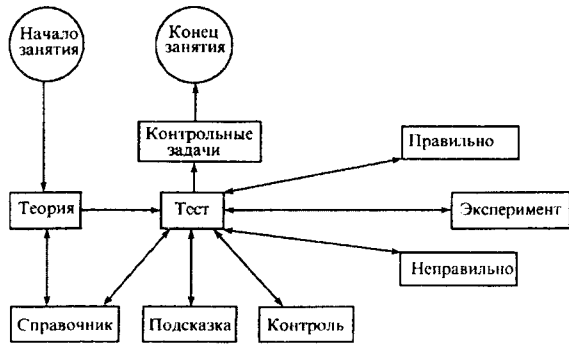 Начало
занятия
Конец
занятия
Контрольные
задачи
Правильно
Теория
Тест
Эксперимент
Неправильно
Справочник
Подсказка
Контроль